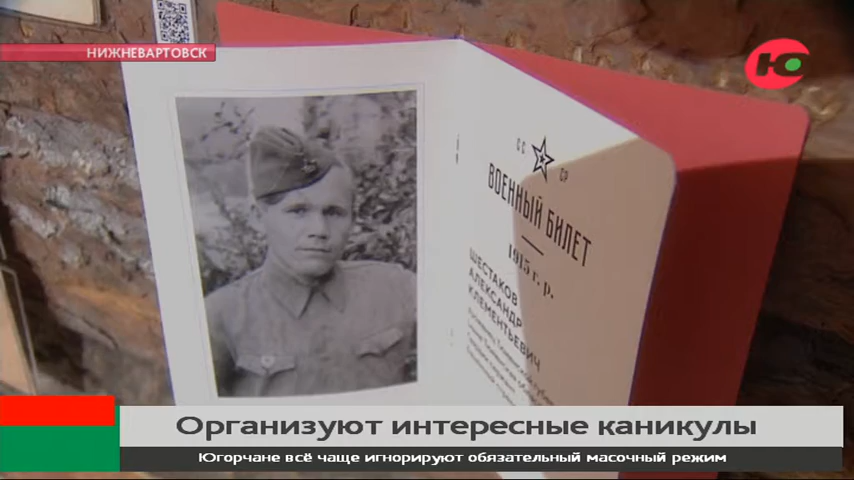 НИЖНЕВАРТОВСК
Ю
СС СР
ВОЕННЫЙ БИЛЕТ
1915 г. р.
ШЕСТАКОВ
АЛЕКСАНДР
КЛЕМЕНТЬЕВИЧ
Организуют интересные каникулы
Югорчане всё чаще игнорируют обязательный масочный режим